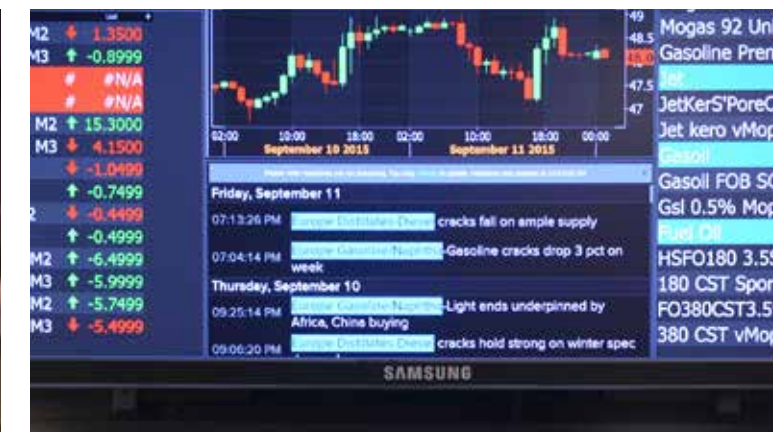 M2 1.3500
M3 -0.8999
# #N/A
# #N/A
M2 15.3000
M3 4.1500
-1.0499
-0.7499
2 -0.4499
-0.4999
M2 -6.4999
M3 -5.9999
M2 -5.7499
M3 -5.4999
49
48.5
48.0
47.5
47
02:00 10:00 18:00 02:00 10:00 18:00 00:00
September 10 2015 September 11 2015
Friday, September 11
07:13:26 PM Europe Distillates-Diesel cracks fall on ample supply
07:04:14 PM Europe Gasoline/Naphtha-Gasoline cracks drop 3 pct on
week
Thursday, September 10
09:25:14 PM Europe Gasoline/Naphtha-Light ends underpinned by
Africa, China buying
09:06:20 PM Europe Distillates-Diesel cracks hold strong on winter spec
Mogas 92 Unl
Gasoline Prem
Jet
JetKerS'PoreC
Jet kero vMop
Gasoil
Gasoil FOB SG
Gsl 0.5% Mop
Fuel Oil
HSFO180 3.5S
180 CST Spor
FO380CST3.5
380 CST vMop
SAMSUNG